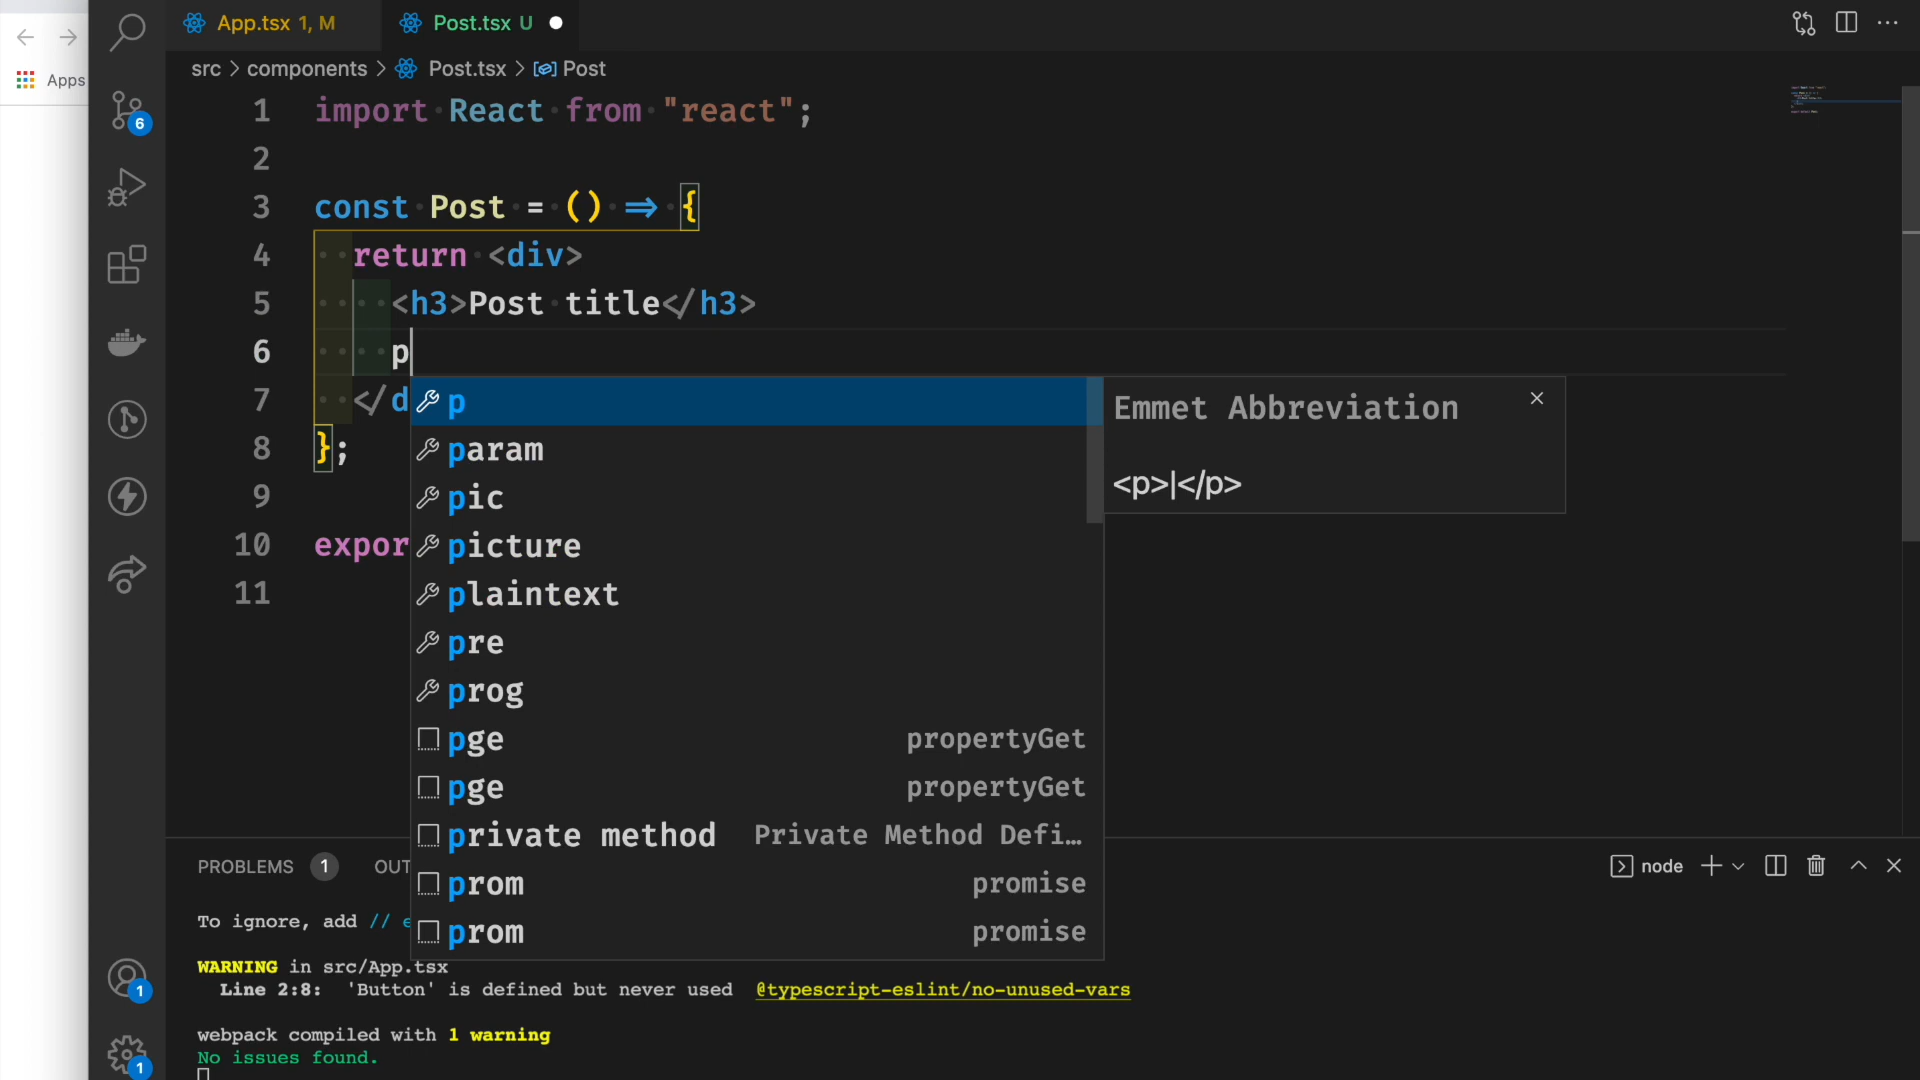 Apps
6
App.tsx 1, M
Post.tsx U
src > components > Post.tsx > Post
1 import React from "react";
2
3 const Post = () => {
4 return <div>
5 <h3>Post title</h3>
6 p
7 </d
8 };
9
10 expor
11
p
param
pic
picture
plaintext
pre
prog
pge propertyGet
pge propertyGet
private method Private Method Defi…
prom promise
prom promise
Emmet Abbreviation
<p>|</p>
PROBLEMS 1 OUT
node
To ignore, add // e
WARNING in src/App.tsx
Line 2:8: 'Button' is defined but never used @typescript-eslint/no-unused-vars
webpack compiled with 1 warning
No issues found.
1
1